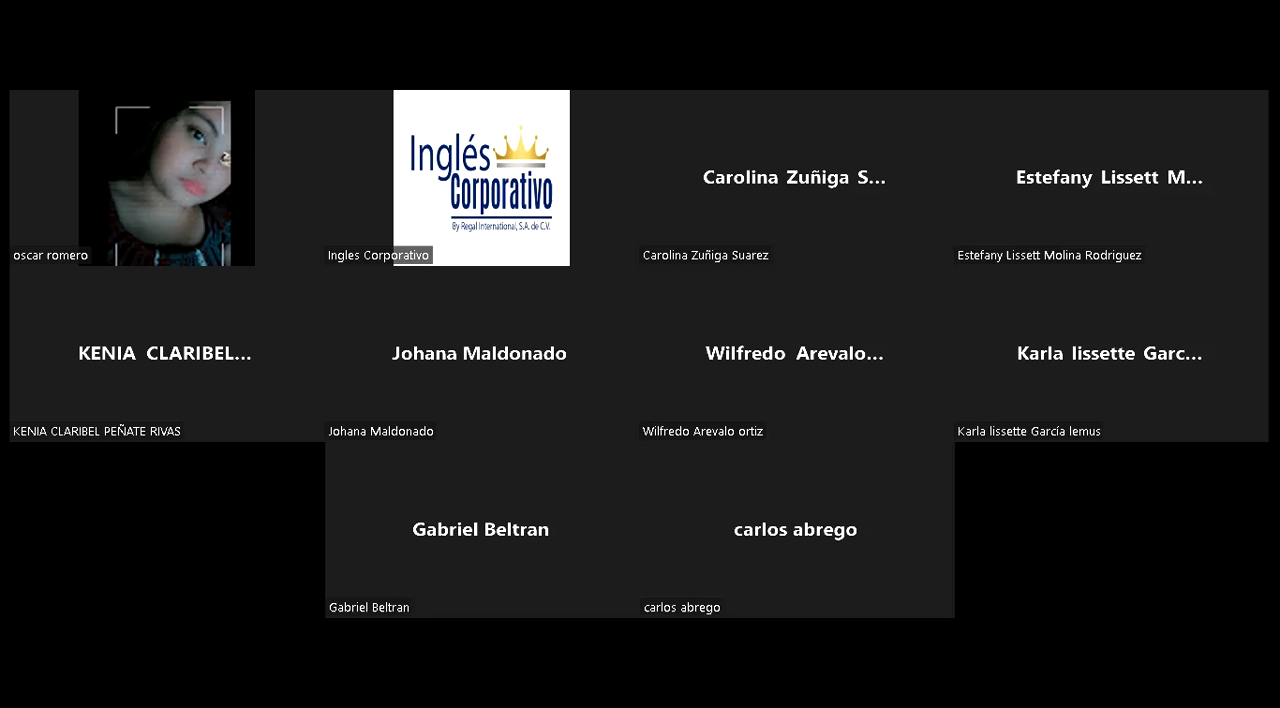 Inglés
Corporativo
By Regal International, S.A. de C.V.
Carolina Zuñiga S...
Estefany Lissett M...
oscar romero
Ingles Corporativo
Carolina Zuñiga Suarez
Estefany Lissett Molina Rodriguez
KENIA CLARIBEL...
Johana Maldonado
Wilfredo Arevalo...
Karla lissette Garc...
KENIA CLARIBEL PEÑATE RIVAS
Johana Maldonado
Wilfredo Arevalo ortiz
Karla lissette García lemus
Gabriel Beltran
carlos abrego
Gabriel Beltran
carlos abrego